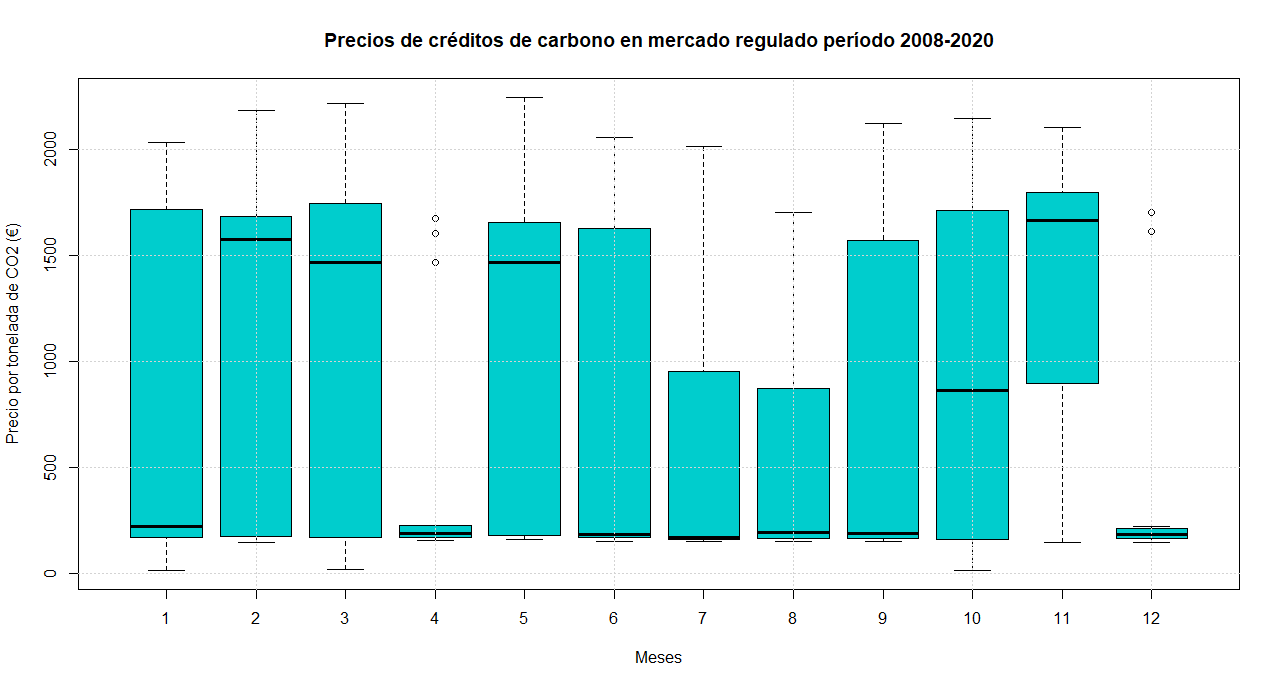 Precios de créditos de carbono en mercado regulado período 2008-2020
Precio por tonelada de CO2 (€)
2000
1500
1000
500
0
1 2 3 4 5 6 7 8 9 10 11 12
Meses